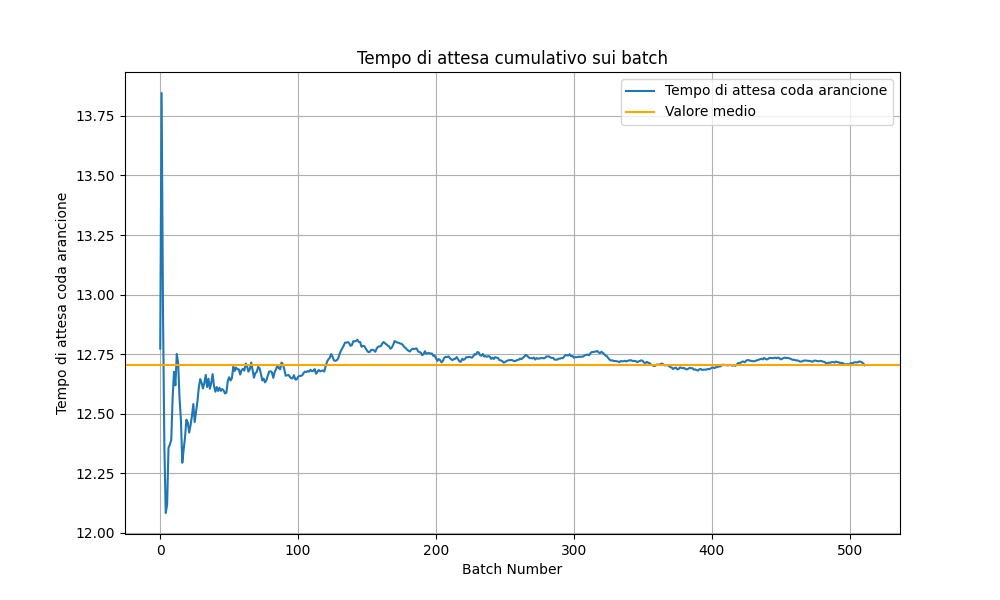 Tempo di attesa cumulativo sui batch
Tempo di attesa coda arancione
Valore medio
Tempo di attesa coda arancione
13.75
13.50
13.25
13.00
12.75
12.50
12.25
12.00
0 100 200 300 400 500
Batch Number